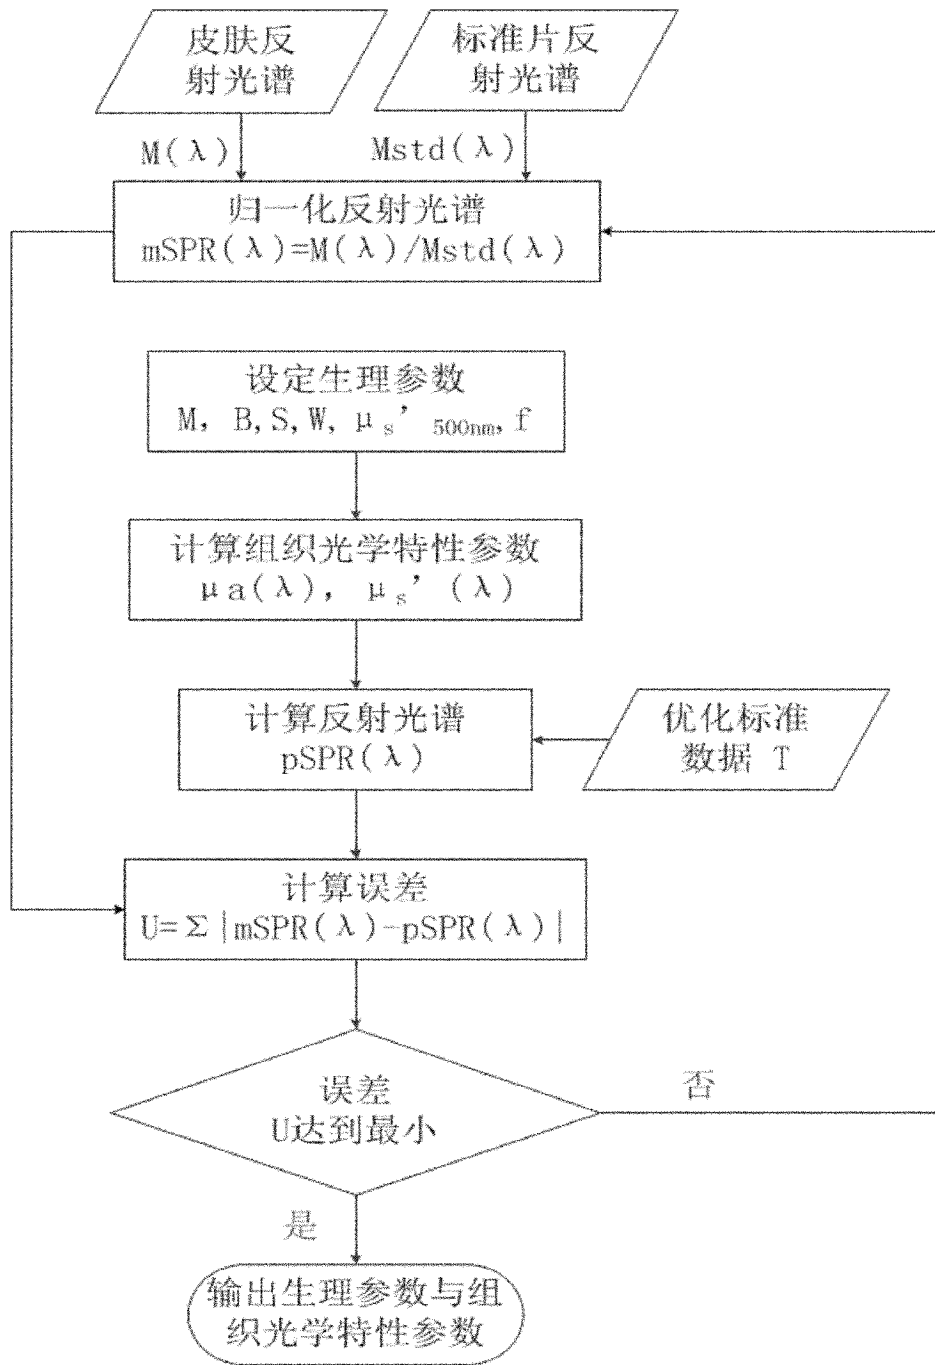 皮肤反
射光谱
标准片反
射光谱
M(λ)
Mstd(λ)
归一化反射光谱
mSPR(λ)=M(λ)/Mstd(λ)
设定生理参数
M, B,S,W, μs’500nm,f
计算组织光学特性参数
μa(λ), μs’(λ)
计算反射光谱
pSPR(λ)
优化标准
数据 T
计算误差
U=Σ|mSPR(λ)-pSPR(λ)|
误差
U达到最小
否
是
输出生理参数与组
织光学特性参数